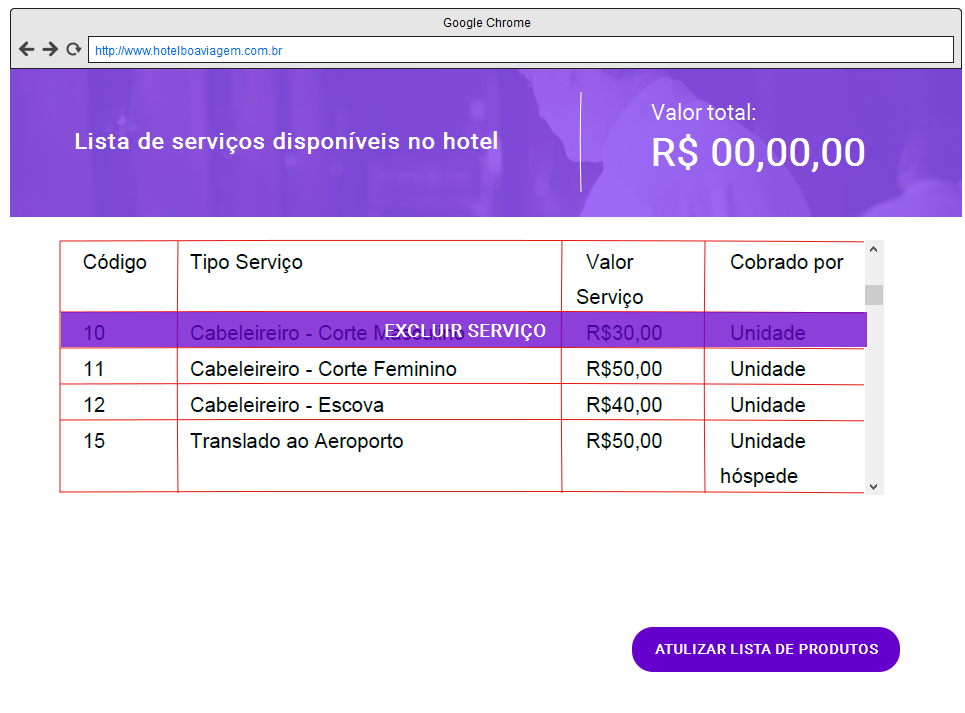 Google Chrome
http://www.hotelboaviagem.com.br
Lista de serviços disponíveis no hotel
Valor total:
R$ 00,00,00
Código Tipo Serviço Valor Serviço Cobrado por
10 Cabeleireiro - Corte Masculino R$30,00 Unidade
EXCLUIR SERVIÇO
11 Cabeleireiro - Corte Feminino R$50,00 Unidade
12 Cabeleireiro - Escova R$40,00 Unidade
15 Translado ao Aeroporto R$50,00 Unidade hóspede
ATULIZAR LISTA DE PRODUTOS